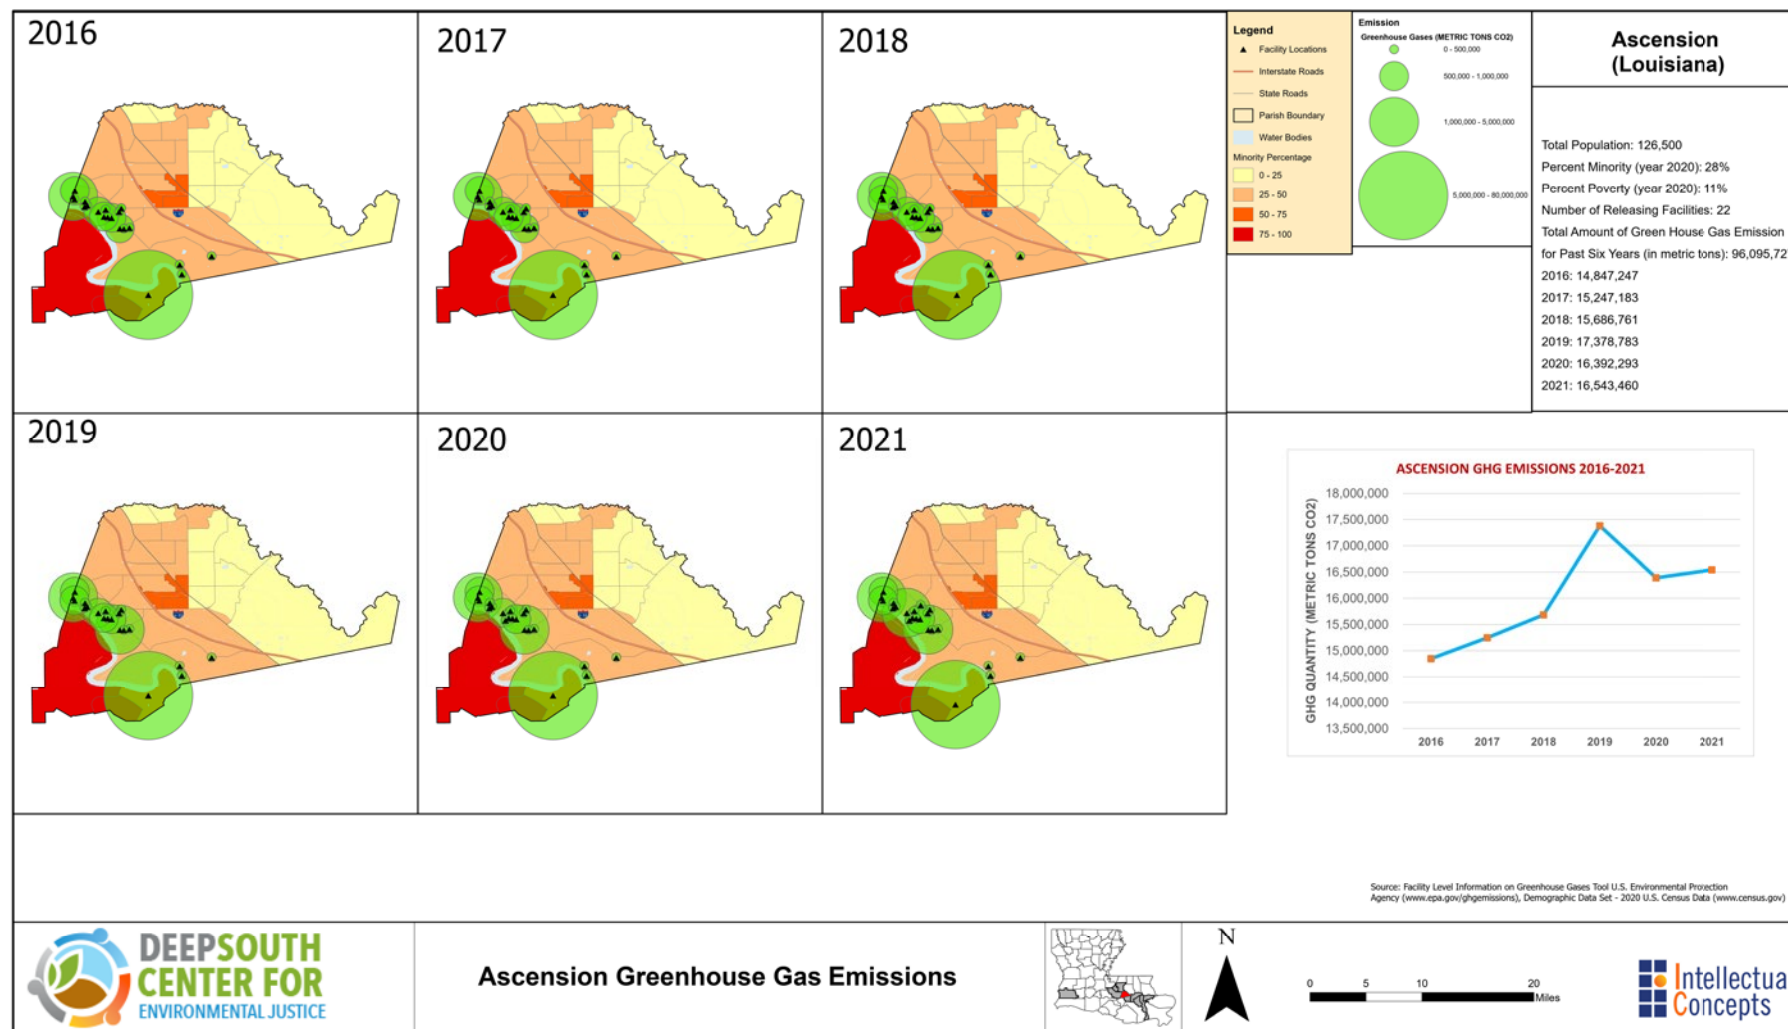 2016
2017
2018
Legend
Facility Locations
Interstate Roads
State Roads
Parish Boundary
Water Bodies
Minority Percentage
0 - 25
25 - 50
50 - 75
75 - 100
Emission
Greenhouse Gases (METRIC TONS CO2)
0 - 500,000
500,000 - 1,000,000
1,000,000 - 5,000,000
5,000,000 - 80,000,000
Ascension
(Louisiana)
Total Population: 126,500
Percent Minority (year 2020): 28%
Percent Poverty (year 2020): 11%
Number of Releasing Facilities: 22
Total Amount of Green House Gas Emission
for Past Six Years (in metric tons): 96,095,72
2016: 14,847,247
2017: 15,247,183
2018: 15,686,761
2019: 17,378,783
2020: 16,392,293
2021: 16,543,460
2019
2020
2021
ASCENSION GHG EMISSIONS 2016-2021
GHG QUANTITY (METRIC TONS CO2)
18,000,000
17,500,000
17,000,000
16,500,000
16,000,000
15,500,000
15,000,000
14,500,000
14,000,000
13,500,000
2016 2017 2018 2019 2020 2021
Source: Facility Level Information on Greenhouse Gases Tool U.S. Environmental Protection
Agency (www.epa.gov/ghgemissions), Demographic Data Set - 2020 U.S. Census Data (www.census.gov)
DEEPSOUTH
CENTER FOR
ENVIRONMENTAL JUSTICE
Ascension Greenhouse Gas Emissions
N
0 5 10 20
Miles
Intellectua
Concepts